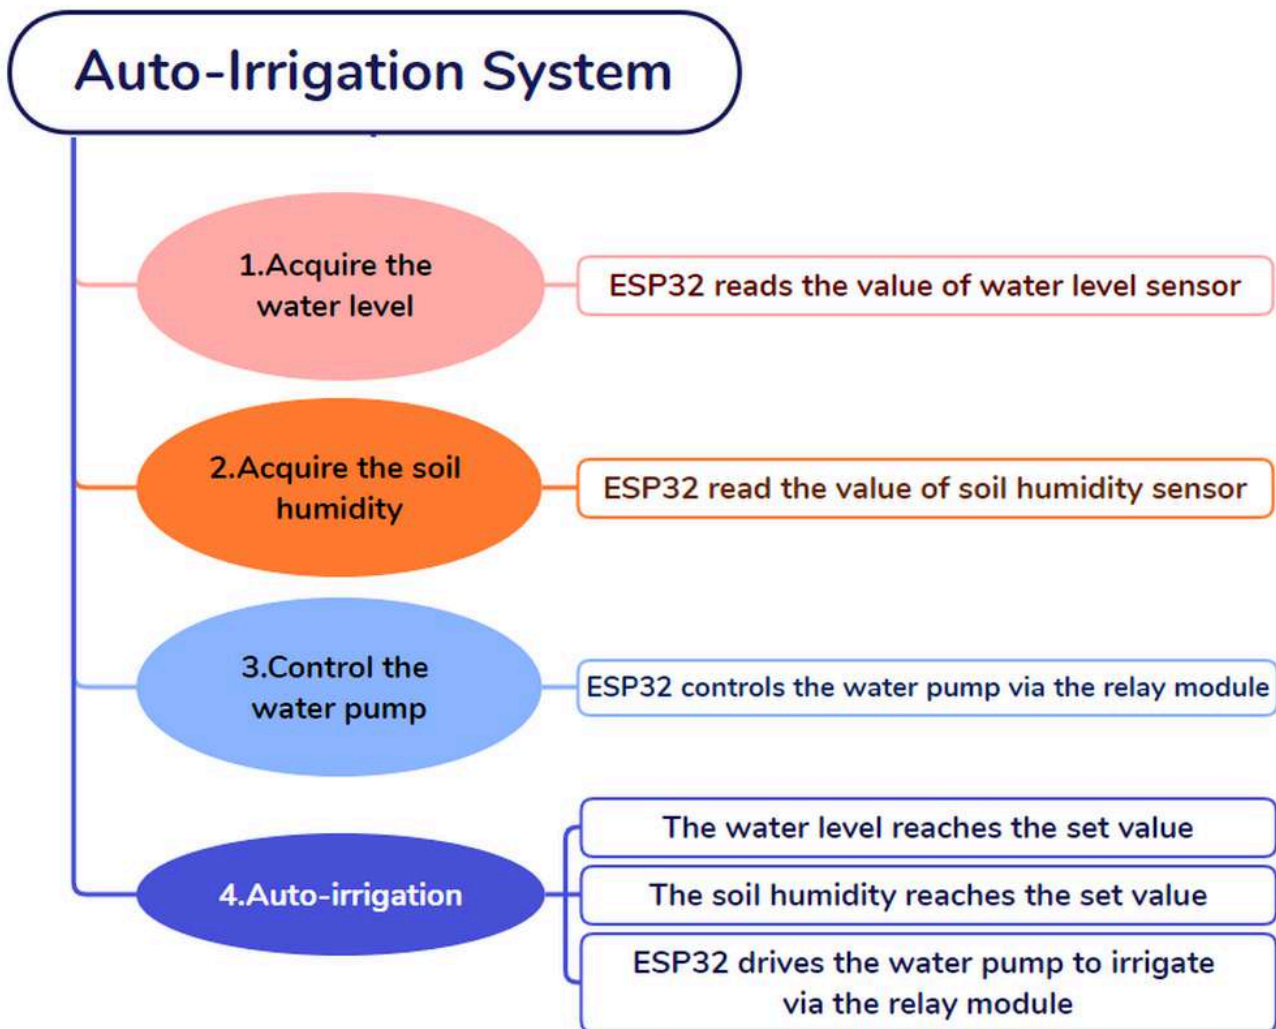 Auto-Irrigation System
1.Acquire the
water level
ESP32 reads the value of water level sensor
2.Acquire the soil
humidity
ESP32 read the value of soil humidity sensor
3.Control the
water pump
ESP32 controls the water pump via the relay module
4.Auto-irrigation
The water level reaches the set value
The soil humidity reaches the set value
ESP32 drives the water pump to irrigate
via the relay module